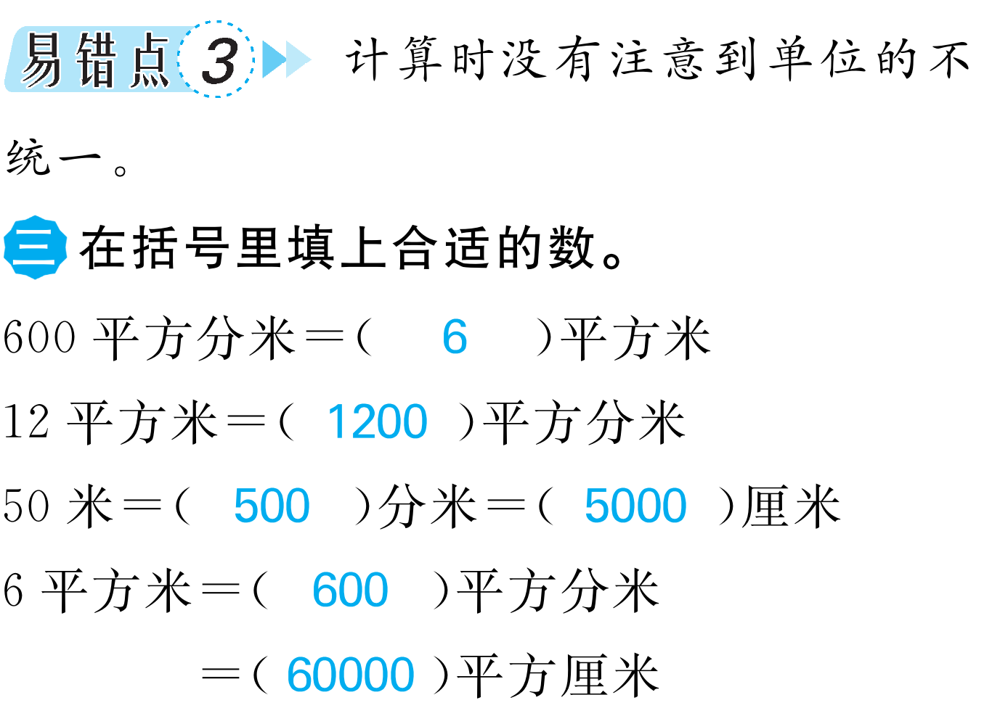 易错点 3 计算时没有注意到单位的不
统一。
三 在括号里填上合适的数。
600 平方分米=( 6 )平方米
12 平方米=( 1200 )平方分米
50 米=( 500 )分米=( 5000 )厘米
6 平方米=( 600 )平方分米
=( 60000 )平方厘米